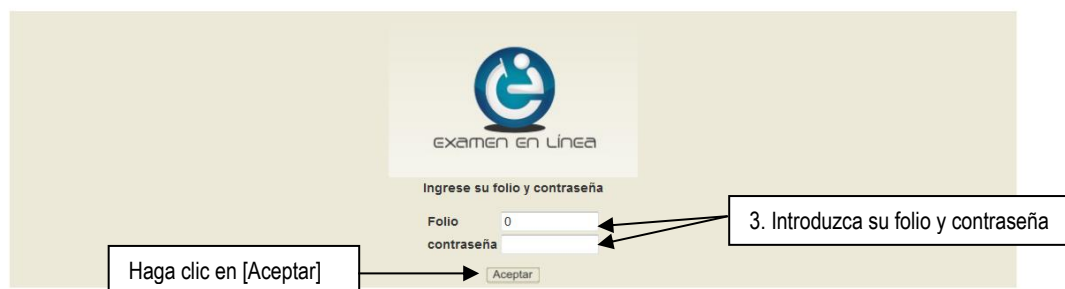 examen en línea
Ingrese su folio y contraseña
Folio 0
contraseña
3. Introduzca su folio y contraseña
Haga clic en [Aceptar]
Aceptar